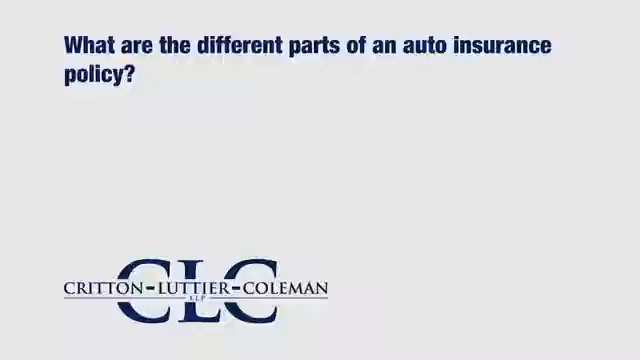 What are the different parts of an auto insurance
policy?
CLC
CRITTON-LUTTIER-COLEMAN
LLP